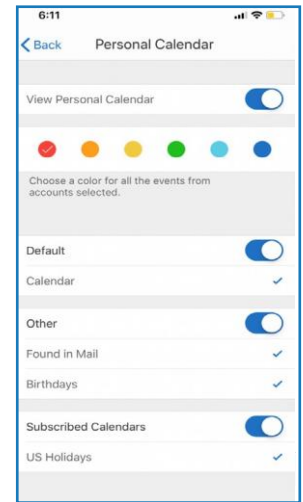 6:11
Back Personal Calendar
View Personal Calendar
Choose a color for all the events from
accounts selected.
Default
Calendar
Other
Found in Mail
Birthdays
Subscribed Calendars
US Holidays